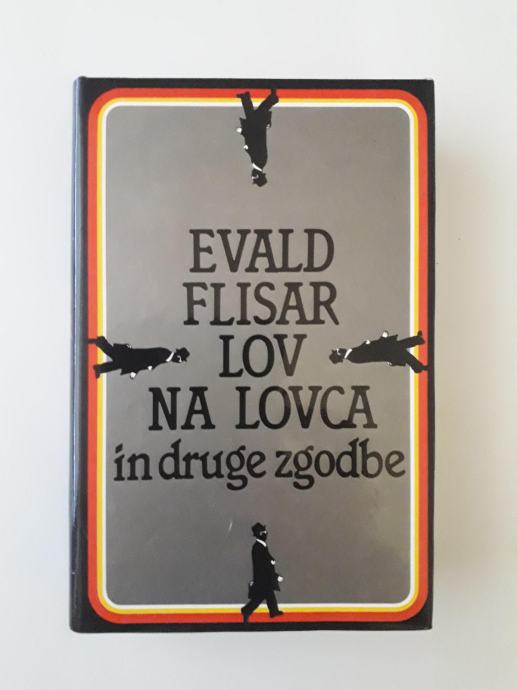 EVALD
FLISAR
LOV
NA LOVCA
in druge zgodbe